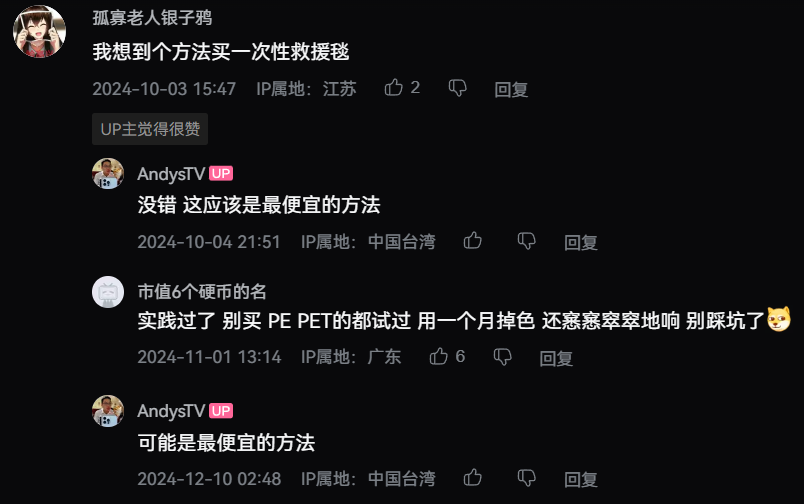 孤寡老人银子鸦
我想到个方法买一次性救援毯
2024-10-03 15:47 IP属地：江苏 2 回复
UP主觉得很赞
AndysTV UP
没错 这应该是最便宜的方法
2024-10-04 21:51 IP属地：中国台湾 回复
市值6个硬币的名
实践过了 别买 PE PET的都试过 用一个月掉色 还窸窸窣窣地响 别踩坑了
2024-11-01 13:14 IP属地：广东 6 回复
AndysTV UP
可能是最便宜的方法
2024-12-10 02:48 IP属地：中国台湾 回复